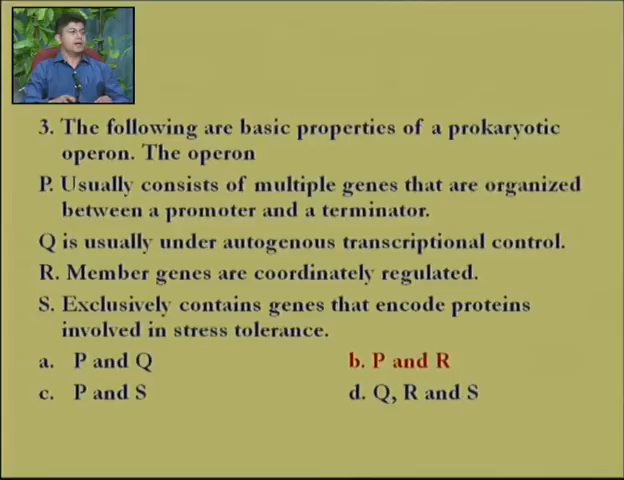 3. The following are basic properties of a prokaryotic
operon. The operon
P. Usually consists of multiple genes that are organized
between a promoter and a terminator.
Q is usually under autogenous transcriptional control.
R. Member genes are coordinately regulated.
S. Exclusively contains genes that encode proteins
involved in stress tolerance.
a. P and Q
b. P and R
c. P and S
d. Q, R and S